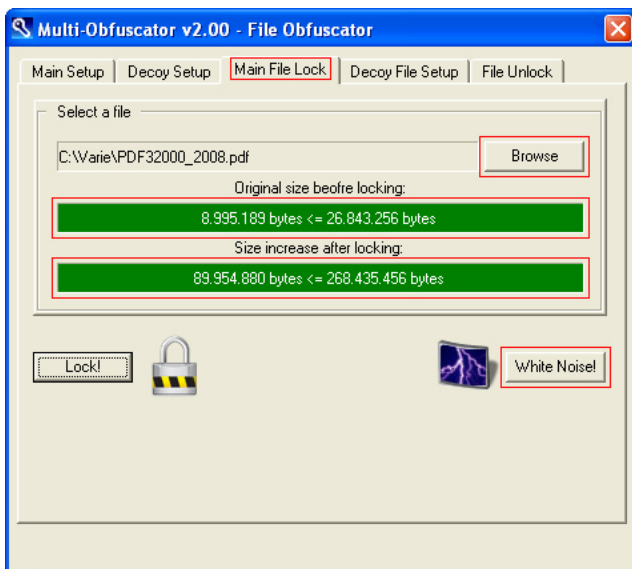 Multi-Obfuscator v2.00 - File Obfuscator
Main Setup Decoy Setup Main File Lock Decoy File Setup File Unlock
Select a file
C:\Varie\PDF32000_2008.pdf Browse
Original size beofre locking:
8.995.189 bytes <= 26.843.256 bytes
Size increase after locking:
89.954.880 bytes <= 268.435.456 bytes
Lock! White Noise!